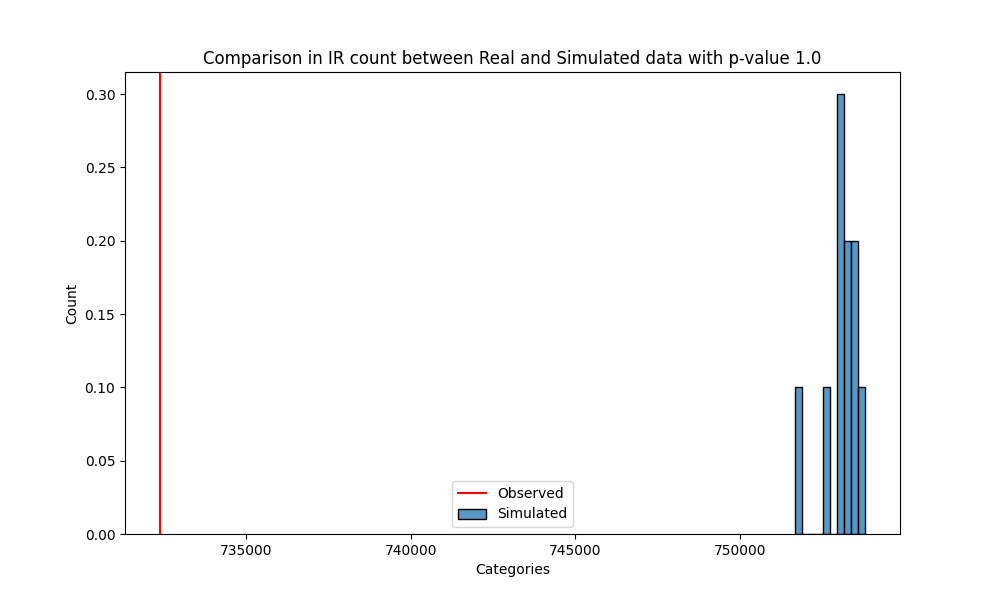 Comparison in IR count between Real and Simulated data with p-value 1.0
0.30
0.25
0.20
0.15
0.10
0.05
0.00
Count
Observed
Simulated
735000 740000 745000 750000
Categories